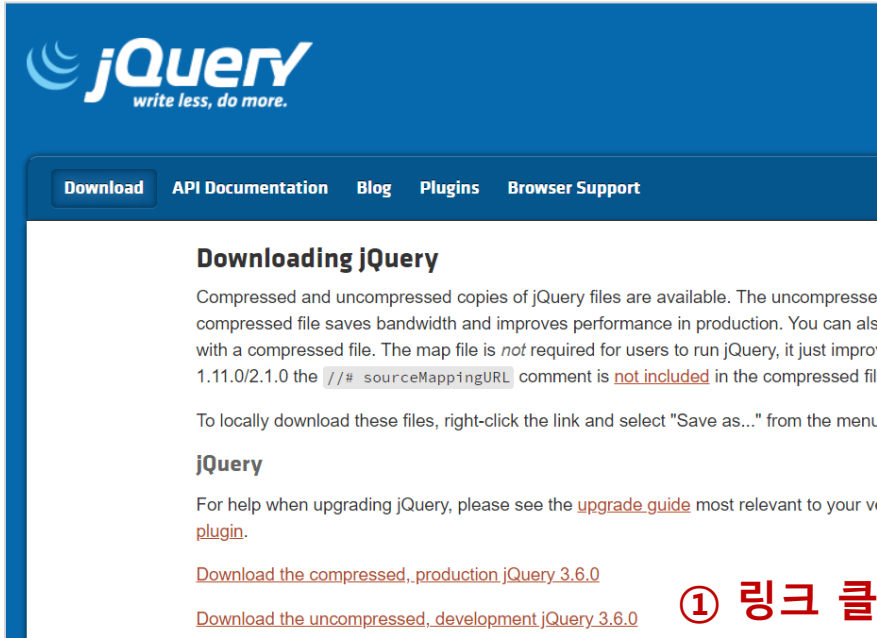 jQuery
write less, do more.
Download API Documentation Blog Plugins Browser Support
Downloading jQuery
Compressed and uncompressed copies of jQuery files are available. The uncompresse
compressed file saves bandwidth and improves performance in production. You can als
with a compressed file. The map file is not required for users to run jQuery, it just impro
1.11.0/2.1.0 the //# sourceMappingURL comment is not included in the compressed fil
To locally download these files, right-click the link and select "Save as..." from the menu
jQuery
For help when upgrading jQuery, please see the upgrade guide most relevant to your ve
plugin.
Download the compressed, production jQuery 3.6.0
Download the uncompressed, development jQuery 3.6.0
① 링크 클